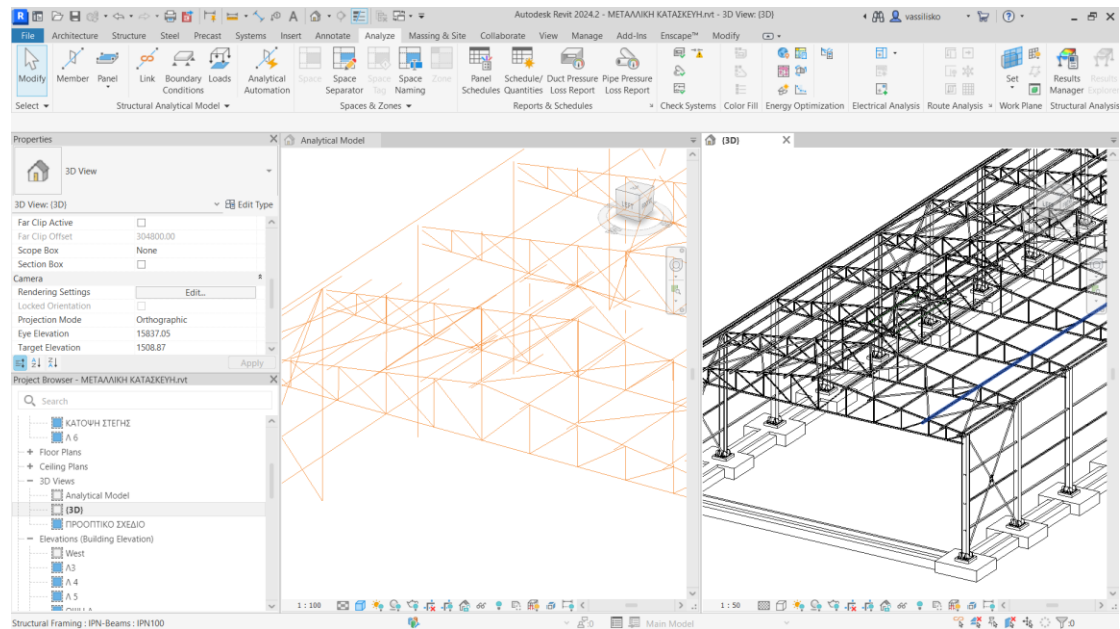 Autodesk Revit 2024.2 - ΜΕΤΑΛΛΙΚΗ ΚΑΤΑΣΚΕΥΗ.rvt - 3D View: {3D}
vassilisko
File Architecture Structure Steel Precast Systems Insert Annotate Analyze Massing & Site Collaborate View Manage Add-Ins Enscape™ Modify
Modify Member Panel Link Boundary Conditions Loads Analytical Automation Space Space Separator Space Tag Space Naming Zone Panel Schedules Schedule/ Quantities Duct Pressure Loss Report Pipe Pressure Loss Report Set Results Manager Results Explorer
Select Structural Analytical Model Spaces & Zones Reports & Schedules Check Systems Color Fill Energy Optimization Electrical Analysis Route Analysis Work Plane Structural Analysis
Properties
3D View
3D View: {3D} Edit Type
Far Clip Active
Far Clip Offset 304800.00
Scope Box None
Section Box
Camera
Rendering Settings Edit...
Locked Orientation
Projection Mode Orthographic
Eye Elevation 15837.05
Target Elevation 1508.87
Apply
Project Browser - ΜΕΤΑΛΛΙΚΗ ΚΑΤΑΣΚΕΥΗ.rvt
Search
ΚΑΤΟΨΗ ΣΤΕΓΗΣ
Λ 6
Floor Plans
Ceiling Plans
3D Views
Analytical Model
{3D}
ΠΡΟΟΠΤΙΚΟ ΣΧΕΔΙΟ
Elevations (Building Elevation)
West
Λ3
Λ 4
Λ 5
Analytical Model
{3D}
1 : 100
1 : 50
Structural Framing : IPN-Beams : IPN100
:0
Main Model
:0